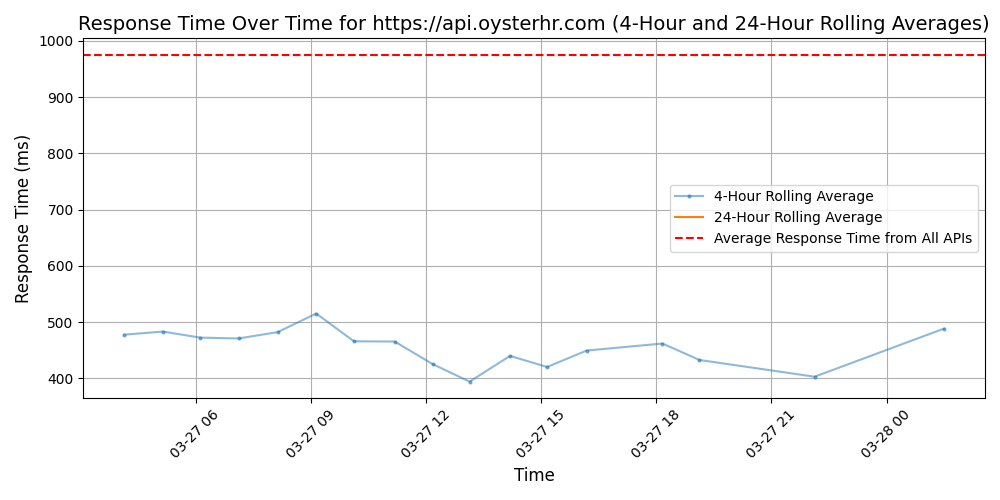 Response Time Over Time for https://api.oysterhr.com (4-Hour and 24-Hour Rolling Averages)
Response Time (ms)
1000
900
800
700
600
500
400
4-Hour Rolling Average
24-Hour Rolling Average
Average Response Time from All APIs
03-27 06
03-27 09
03-27 12
03-27 15
03-27 18
03-27 21
03-28 00
Time